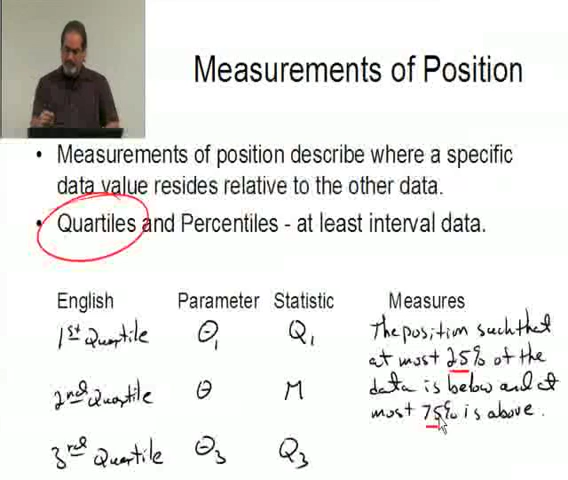 Measurements of Position
• Measurements of position describe where a specific
data value resides relative to the other data.
• Quartiles and Percentiles - at least interval data.
English Parameter Statistic Measures
1st Quartile θ₁ Q₁ The position such that
at most 25% of the
2nd Quartile θ M data is below and at
most 75% is above.
3rd Quartile θ₃ Q₃